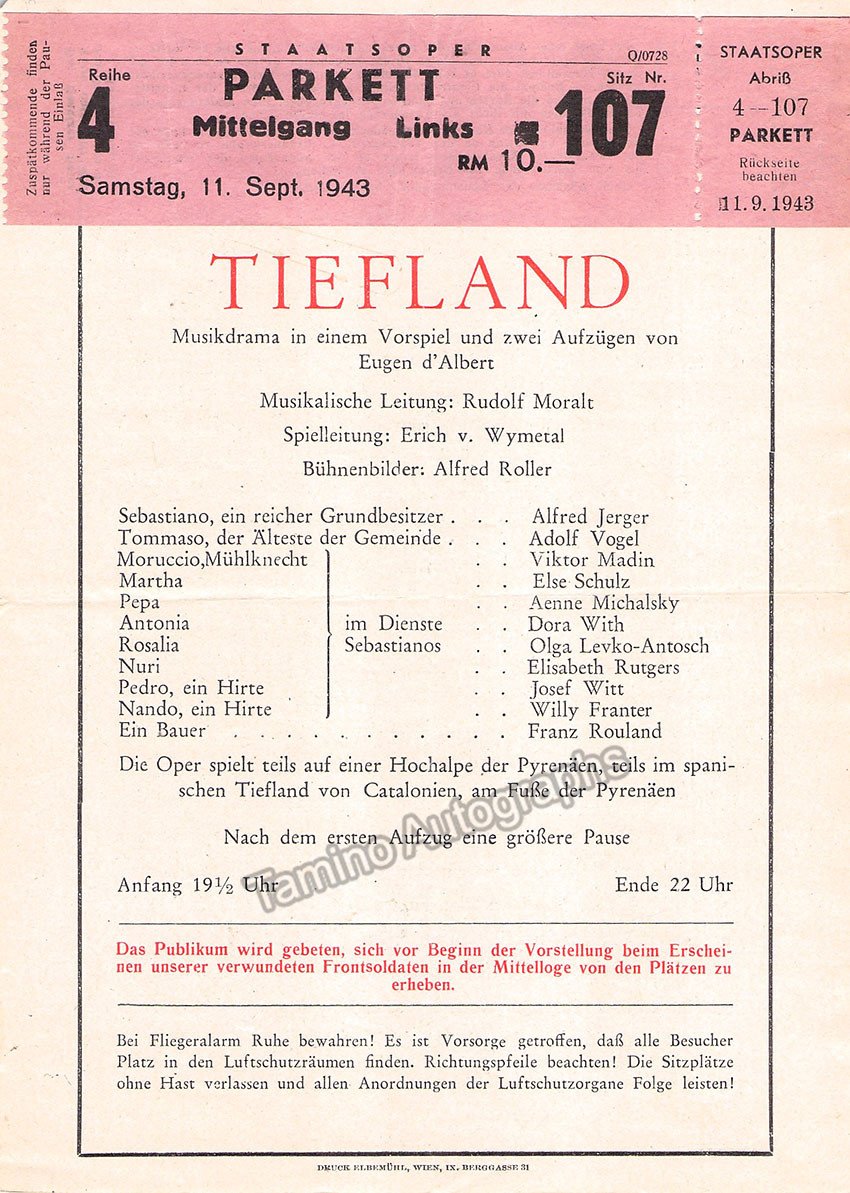 Zuspätkommende finden
nur während der Pau-
sen Einlaß
STAATSOPER
Q/0728
Reihe
PARKETT
Sitz Nr.
4
Mittelgang Links
107
RM 10.—
Samstag, 11. Sept. 1943
STAATSOPER
Abriß
4—107
PARKETT
Rückseite
beachten
11.9.1943
TIEFLAND
Musikdrama in einem Vorspiel und zwei Aufzügen von
Eugen d'Albert
Musikalische Leitung: Rudolf Moralt
Spielleitung: Erich v. Wymetal
Bühnenbilder: Alfred Roller
Sebastiano, ein reicher Grundbesitzer . . . Alfred Jerger
Tommaso, der Älteste der Gemeinde . . . Adolf Vogel
Moruccio,Mühlknecht . . Viktor Madin
Martha . . Else Schulz
Pepa . . Aenne Michalsky
Antonia im Dienste . . Dora With
Rosalia Sebastianos . . Olga Levko-Antosch
Nuri . . Elisabeth Rutgers
Pedro, ein Hirte . . Josef Witt
Nando, ein Hirte . . Willy Franter
Ein Bauer . . . . . . . . . . . Franz Rouland
Die Oper spielt teils auf einer Hochalpe der Pyrenäen, teils im spani-
schen Tiefland von Catalonien, am Fuße der Pyrenäen
Nach dem ersten Aufzug eine größere Pause
Anfang 19½ Uhr Ende 22 Uhr
Tamino Autographs
Das Publikum wird gebeten, sich vor Beginn der Vorstellung beim Erschei-
nen unserer verwundeten Frontsoldaten in der Mittelloge von den Plätzen zu
erheben.
Bei Fliegeralarm Ruhe bewahren! Es ist Vorsorge getroffen, daß alle Besucher
Platz in den Luftschutzräumen finden. Richtungspfeile beachten! Die Sitzplätze
ohne Hast verlassen und allen Anordnungen der Luftschutzorgane Folge leisten!
DRUCK ELBEMÜHL, WIEN, IX. BERGGASSE 31